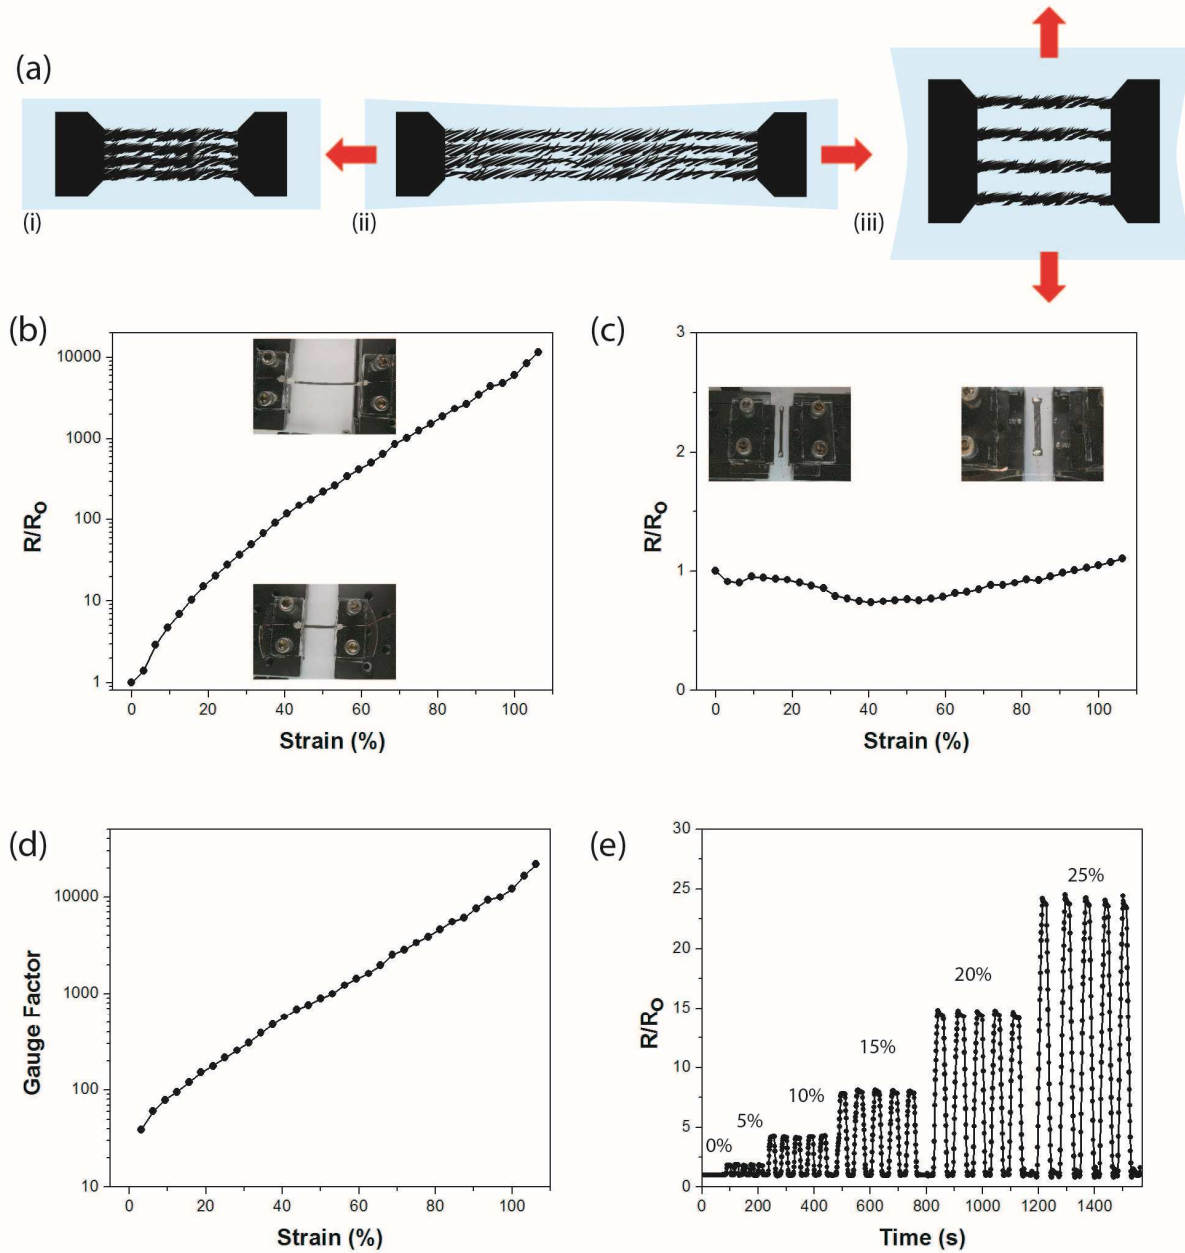 (a)
(i)
(ii)
(iii)
(b)
10000
1000
100
10
1
R/Ro
0 20 40 60 80 100
Strain (%)
(c)
3
2
1
0
R/Ro
0 20 40 60 80 100
Strain (%)
(d)
10000
1000
100
10
Gauge Factor
0 20 40 60 80 100
Strain (%)
(e)
30
25
20
15
10
5
0
R/Ro
0%
5%
10%
15%
20%
25%
0 200 400 600 800 1000 1200 1400
Time (s)